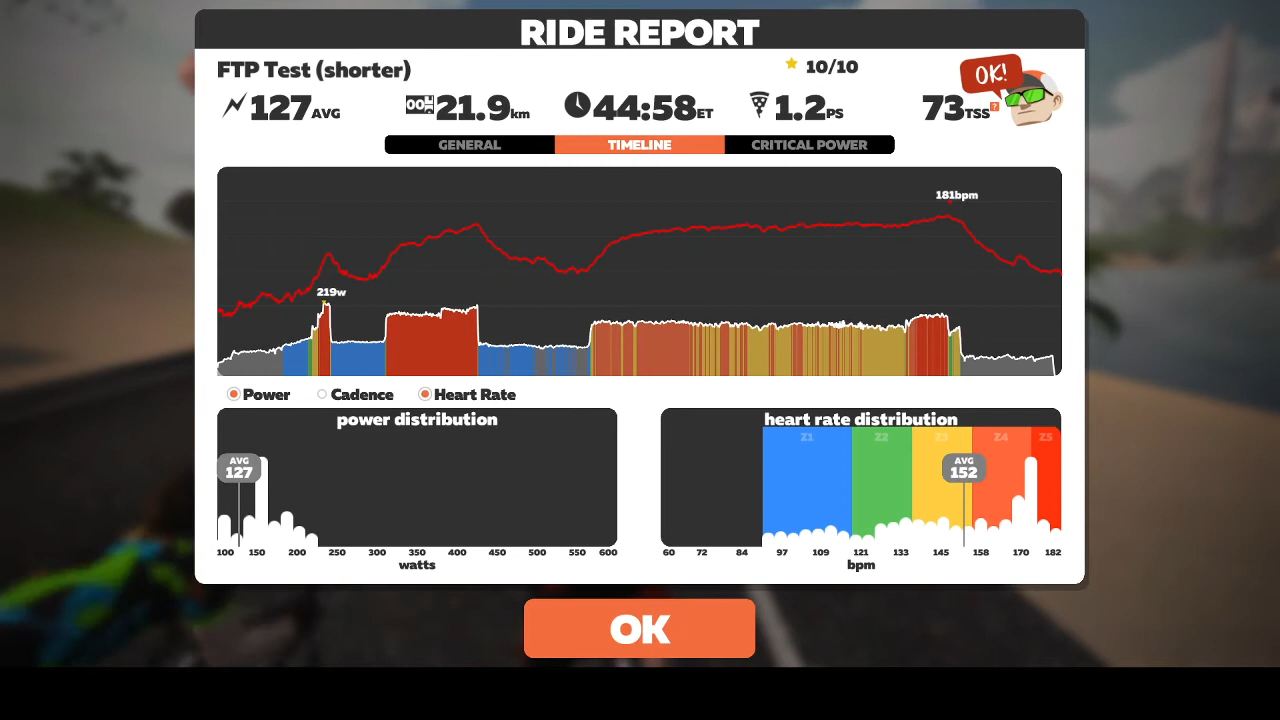 RIDE REPORT
FTP Test (shorter)
10/10
OK!
127AVG
21.9km
44:58ET
1.2PS
73TSS?
GENERAL
TIMELINE
CRITICAL POWER
181bpm
219w
Power
Cadence
Heart Rate
power distribution
AVG
127
100 150 200 250 300 350 400 450 500 550 600
watts
heart rate distribution
Z1 Z2 Z3 Z4 Z5
AVG
152
60 72 84 97 109 121 133 145 158 170 182
bpm
OK